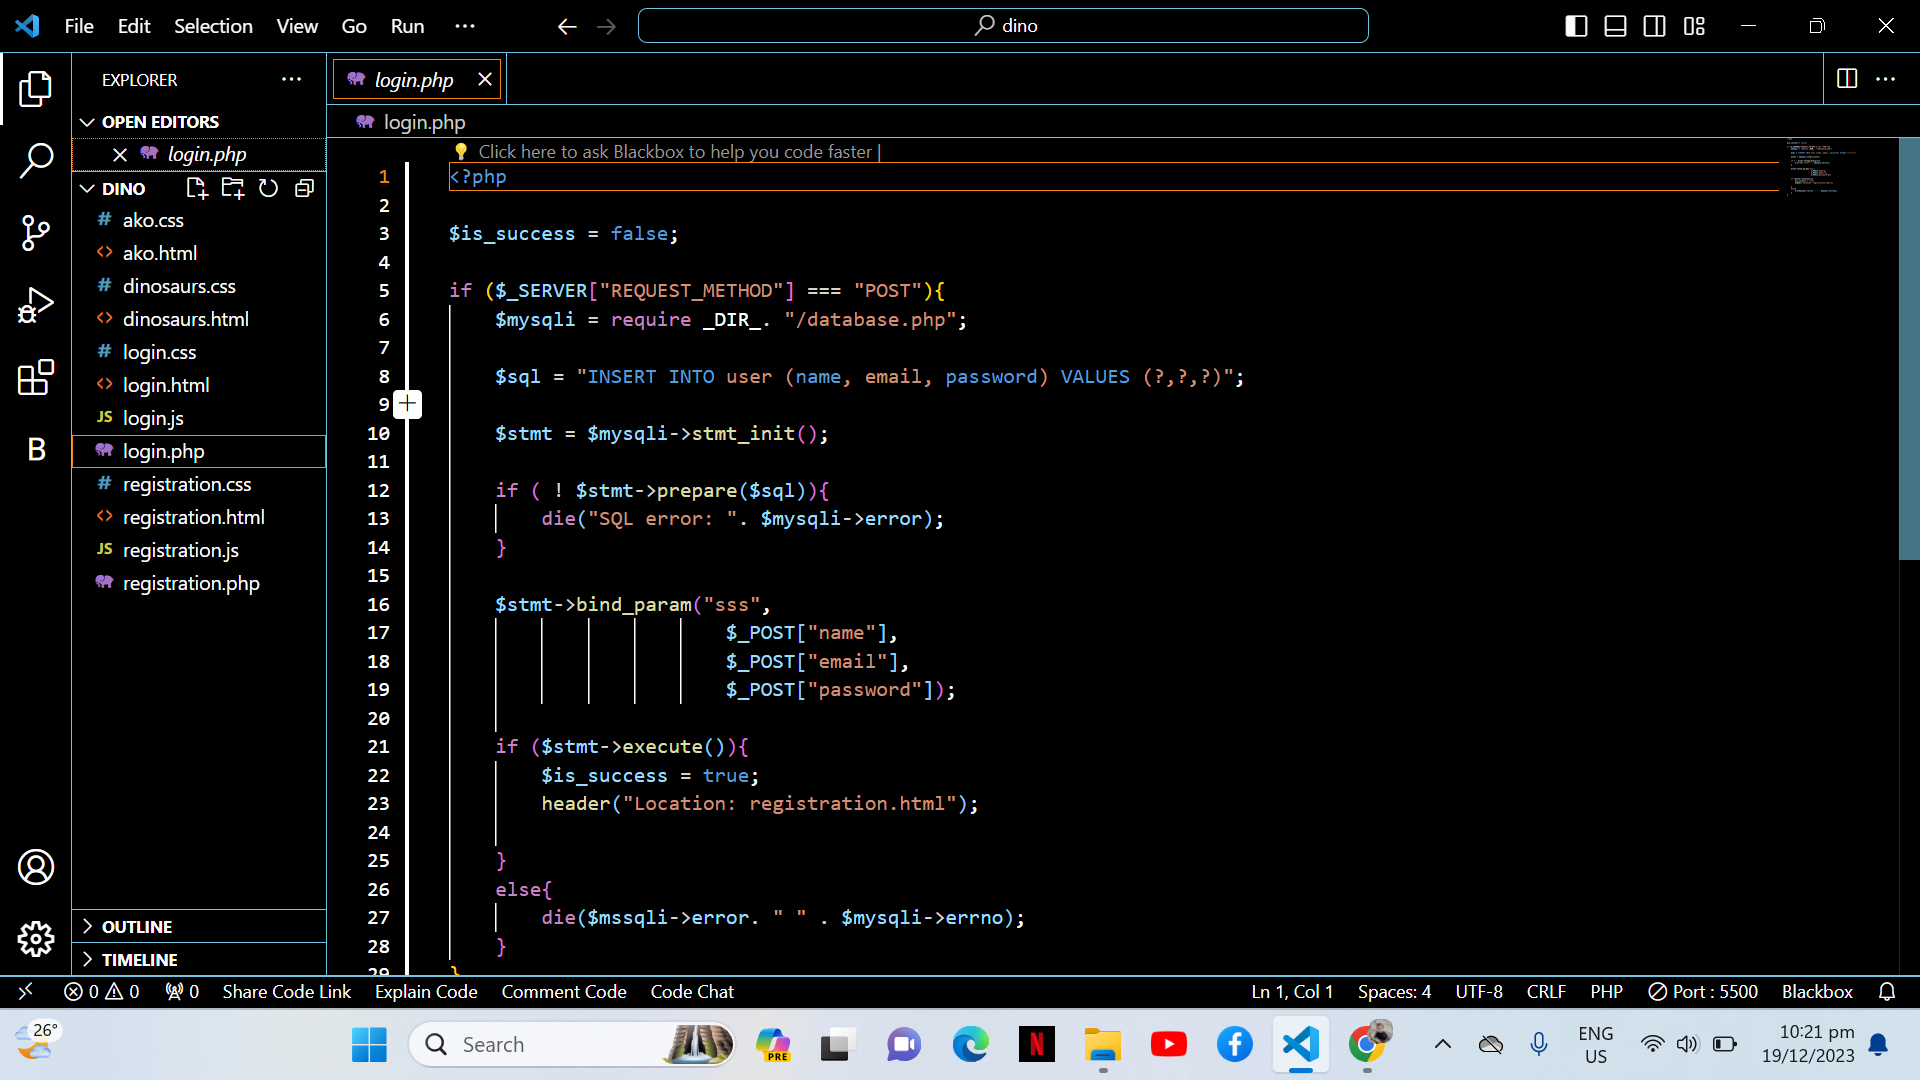 File Edit Selection View Go Run ··· dino
EXPLORER ···
OPEN EDITORS
login.php
DINO
ako.css
ako.html
dinosaurs.css
dinosaurs.html
login.css
login.html
JS login.js
login.php
registration.css
registration.html
JS registration.js
registration.php
OUTLINE
TIMELINE
B
login.php
login.php
Click here to ask Blackbox to help you code faster |
1 <?php
2
3 $is_success = false;
4
5 if ($_SERVER["REQUEST_METHOD"] === "POST"){
6 $mysqli = require _DIR_. "/database.php";
7
8 $sql = "INSERT INTO user (name, email, password) VALUES (?,?,?)";
9
10 $stmt = $mysqli->stmt_init();
11
12 if ( ! $stmt->prepare($sql)){
13 die("SQL error: ". $mysqli->error);
14 }
15
16 $stmt->bind_param("sss",
17 $_POST["name"],
18 $_POST["email"],
19 $_POST["password"]);
20
21 if ($stmt->execute()){
22 $is_success = true;
23 header("Location: registration.html");
24
25 }
26 else{
27 die($mssqli->error. " " . $mysqli->errno);
28 }
29 }
0 0 0 Share Code Link Explain Code Comment Code Code Chat Ln 1, Col 1 Spaces: 4 UTF-8 CRLF PHP Port : 5500 Blackbox
26° Search PRE N ENG US 10:21 pm 19/12/2023